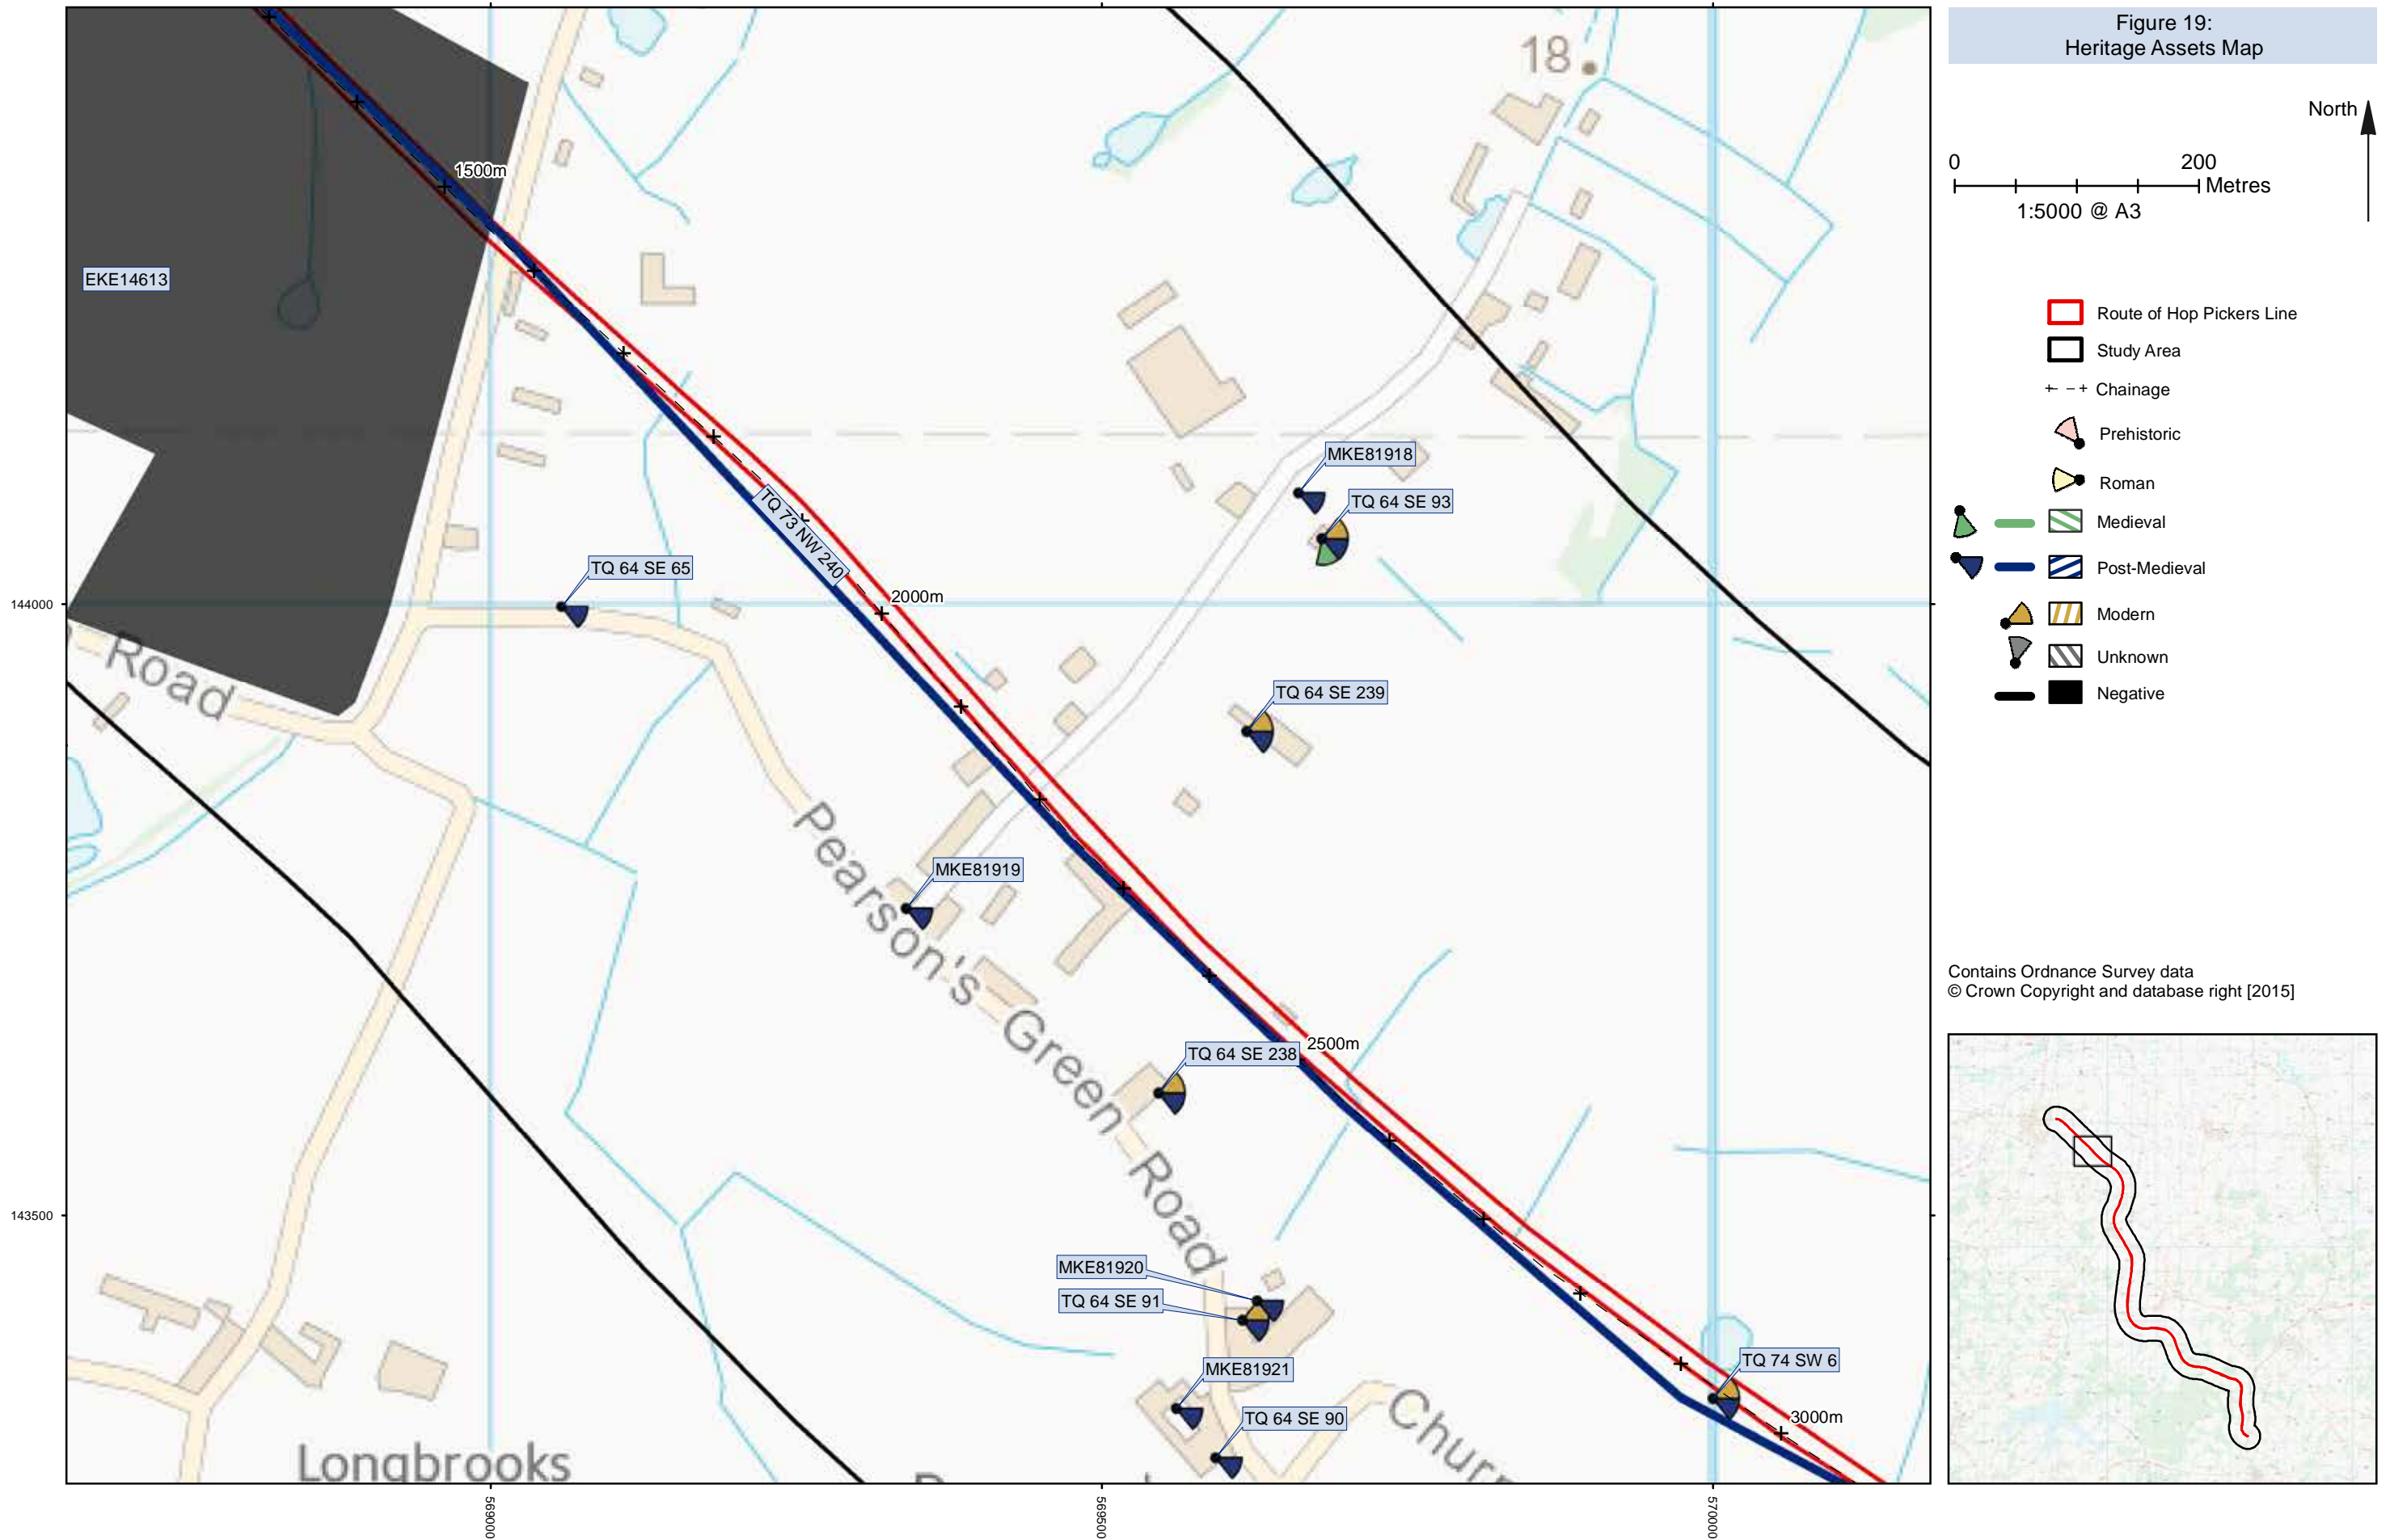 Figure 19:
Heritage Assets Map
North
0 200
Metres
1:5000 @ A3
Route of Hop Pickers Line
Study Area
Chainage
Prehistoric
Roman
Medieval
Post-Medieval
Modern
Unknown
Negative
Contains Ordnance Survey data
© Crown Copyright and database right [2015]
18
1500m
EKE14613
MKE81918
TQ 64 SE 93
TQ 73 NW 240
TQ 64 SE 65
2000m
144000
Road
TQ 64 SE 239
Pearson's Green Road
MKE81919
2500m
TQ 64 SE 238
143500
MKE81920
TQ 64 SE 91
MKE81921
TQ 64 SE 90
TQ 74 SW 6
3000m
Longbrooks
569000
569500
570000